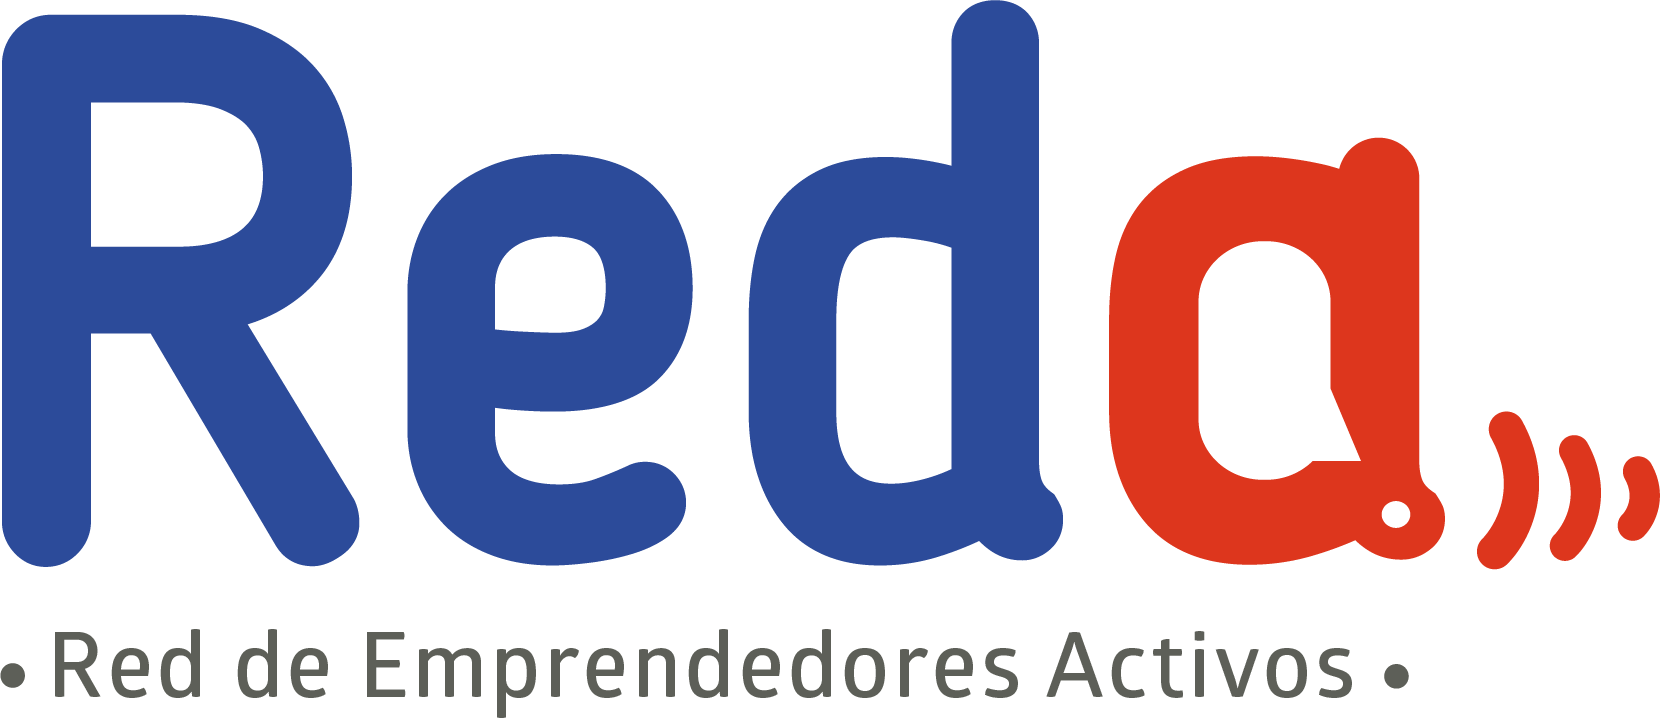 Reda
• Red de Emprendedores Activos •